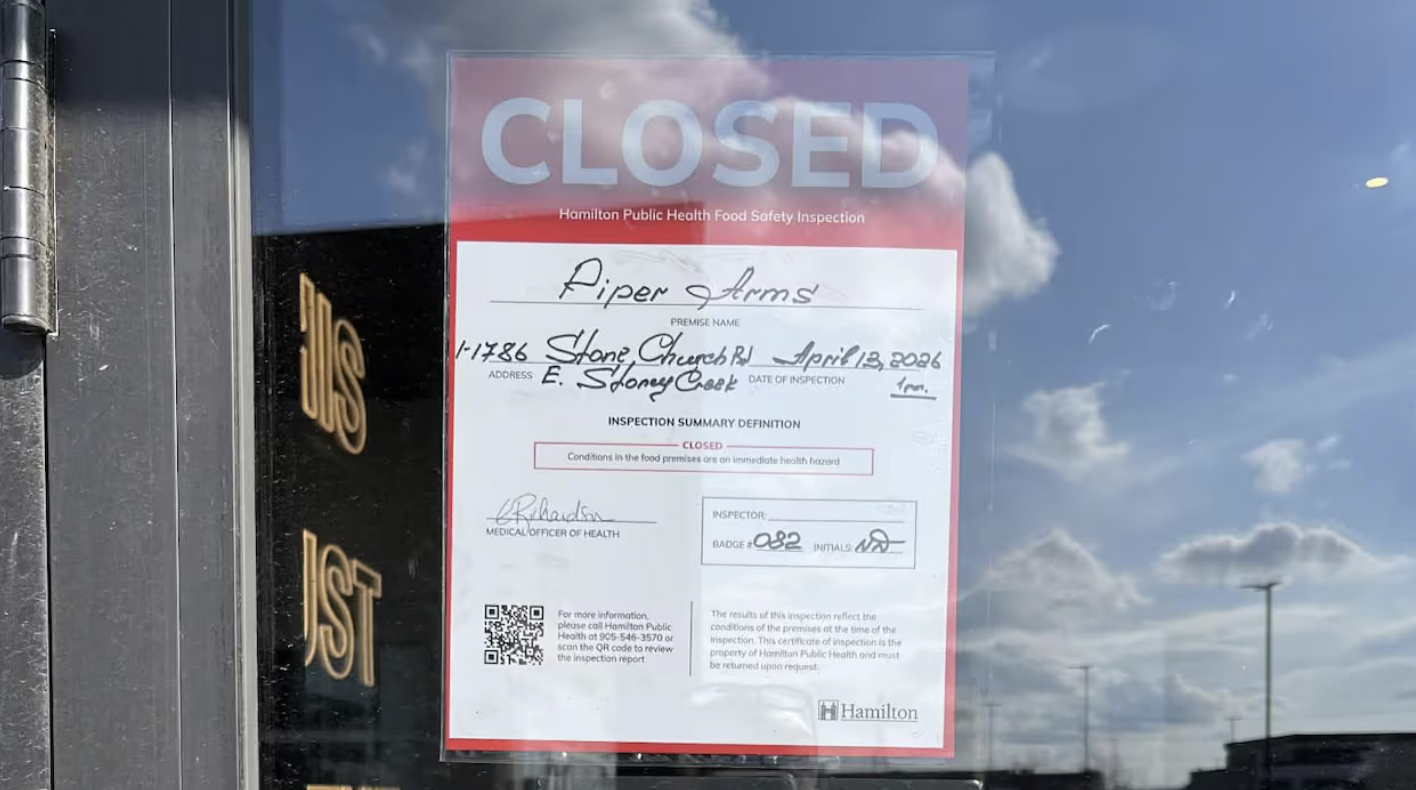 CLOSED
Hamilton Public Health Food Safety Inspection
Piper Arms
PREMISE NAME
1-1786 Stone Church Rd April 13, 2026
ADDRESS E. Stoney Creek DATE OF INSPECTION 1pm.
INSPECTION SUMMARY DEFINITION
CLOSED
Conditions in the food premises are an immediate health hazard
ERichardson
MEDICAL OFFICER OF HEALTH
INSPECTOR:
BADGE # 082 INITIALS:
For more information,
please call Hamilton Public
Health at 905-546-3570 or
scan the QR code to review
the inspection report
The results of this inspection reflect the
conditions of the premises at the time of the
inspection. This certificate of inspection is the
property of Hamilton Public Health and must
be returned upon request.
Hamilton